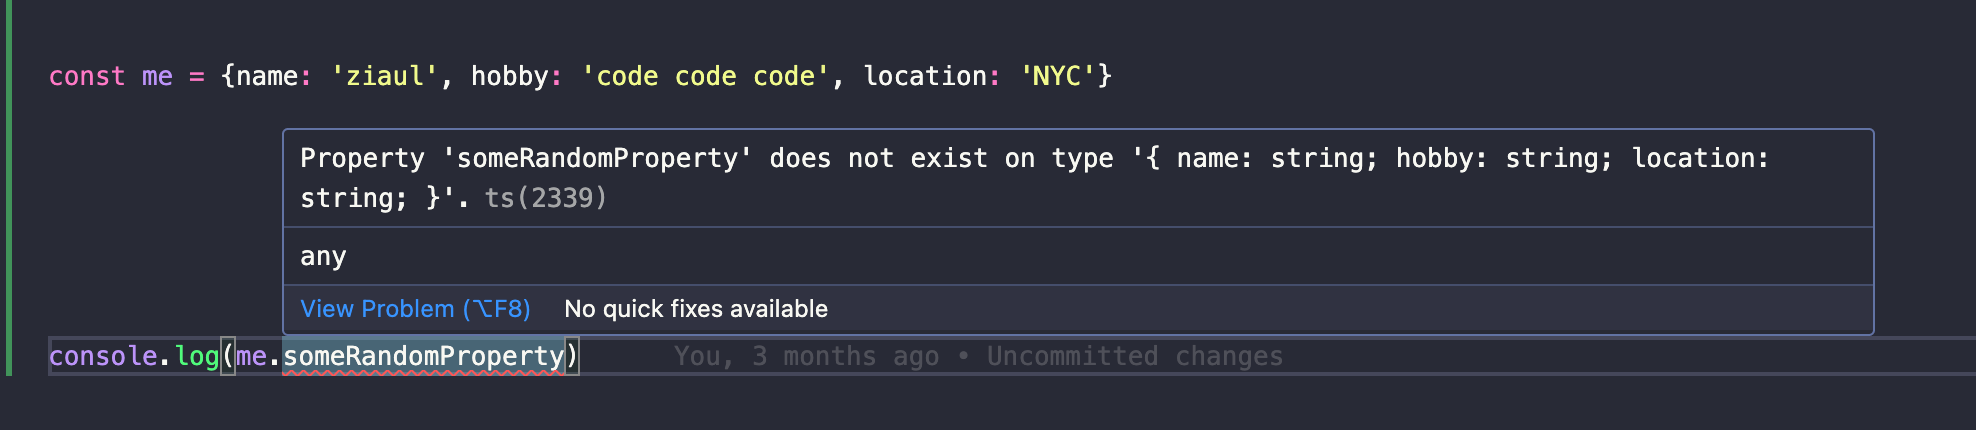 const me = {name: 'ziaul', hobby: 'code code code', location: 'NYC'}
Property 'someRandomProperty' does not exist on type '{ name: string; hobby: string; location:
string; }'. ts(2339)
any
View Problem (⌥F8) No quick fixes available
console.log(me.someRandomProperty) You, 3 months ago • Uncommitted changes